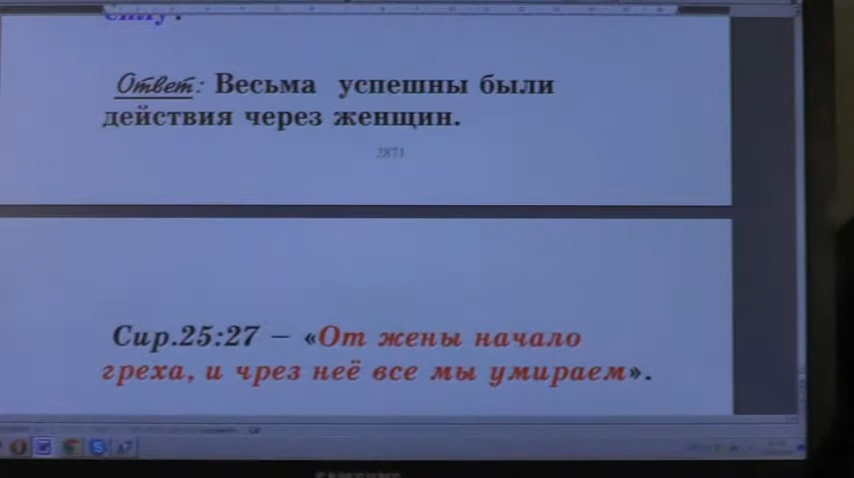 силу?
Ответ: Весьма успешны были
действия через женщин.
2871
Сир.25:27 – «От жены начало
греха, и чрез неё все мы умираем».